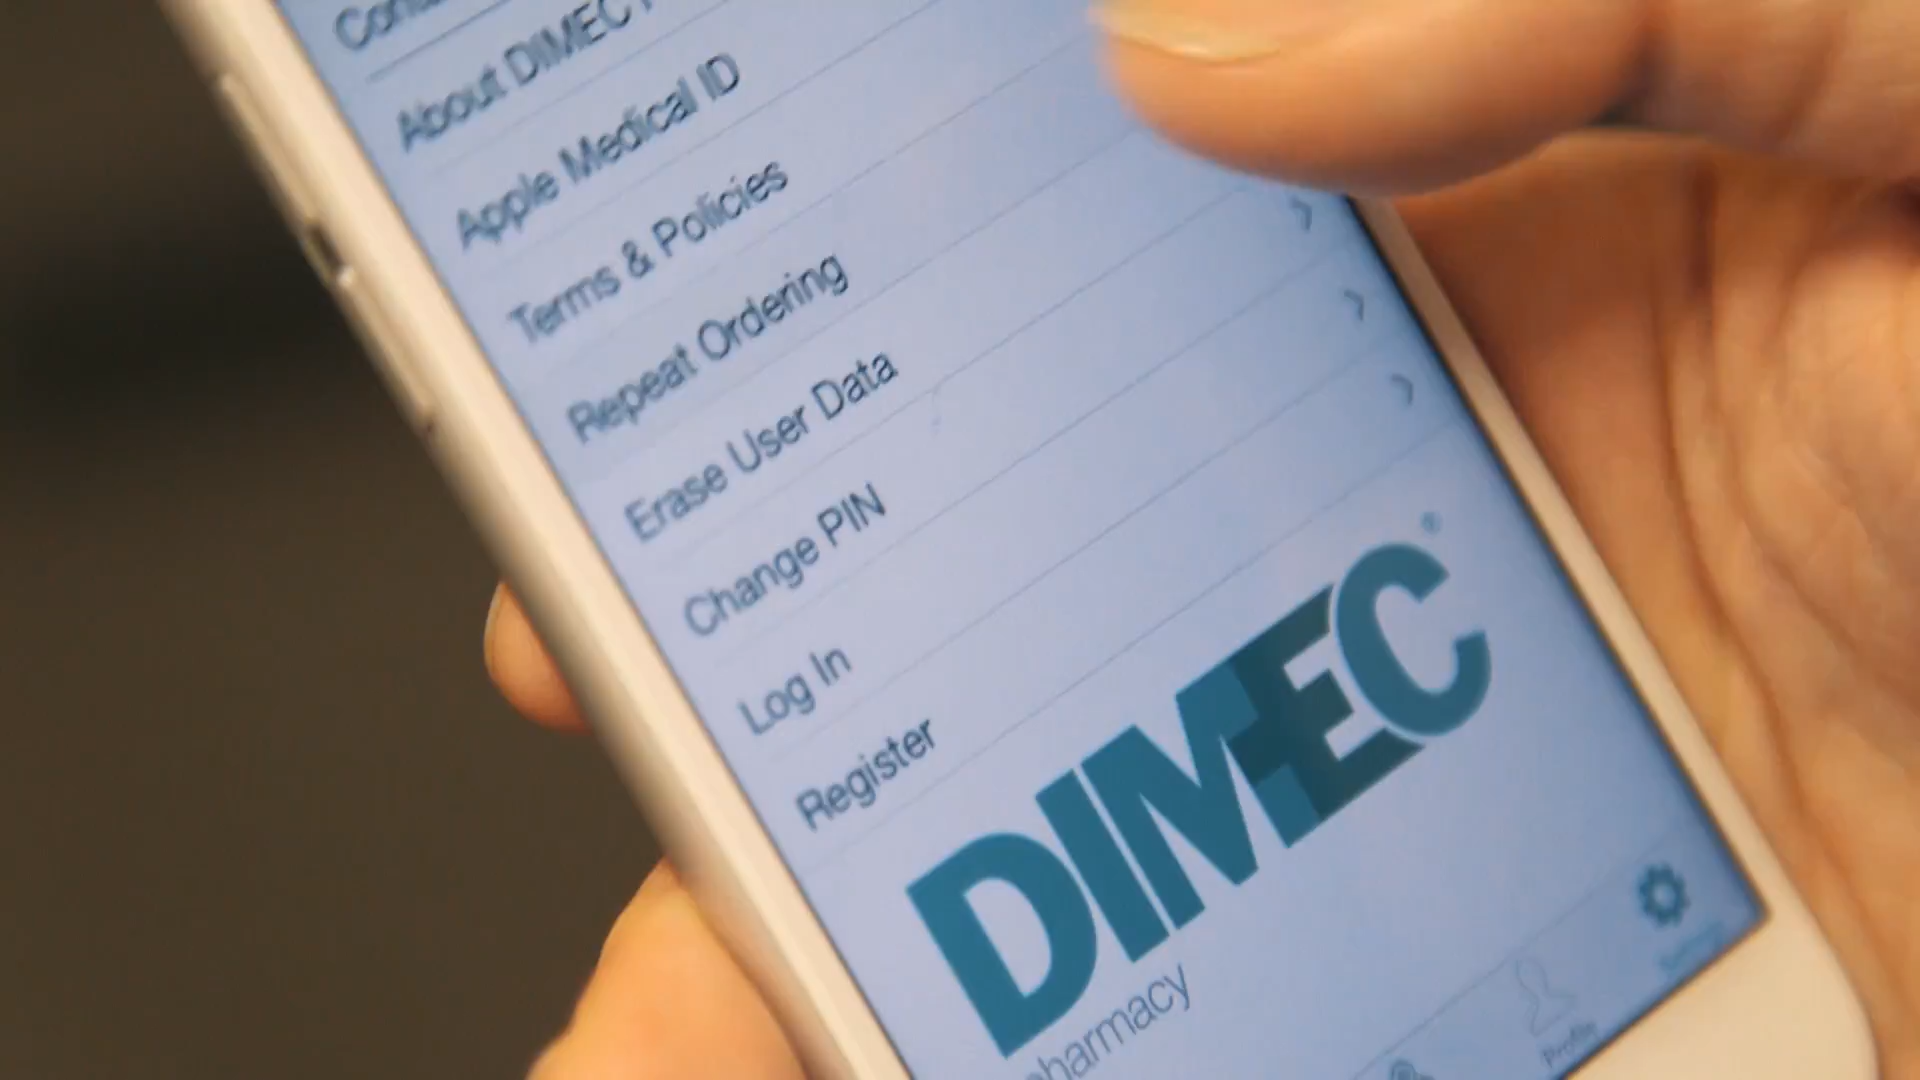 About DIMEC
Apple Medical ID
Terms & Policies
Repeat Ordering
Erase User Data
Change PIN
Log In
Register
DIMEC®
pharmacy
Profile